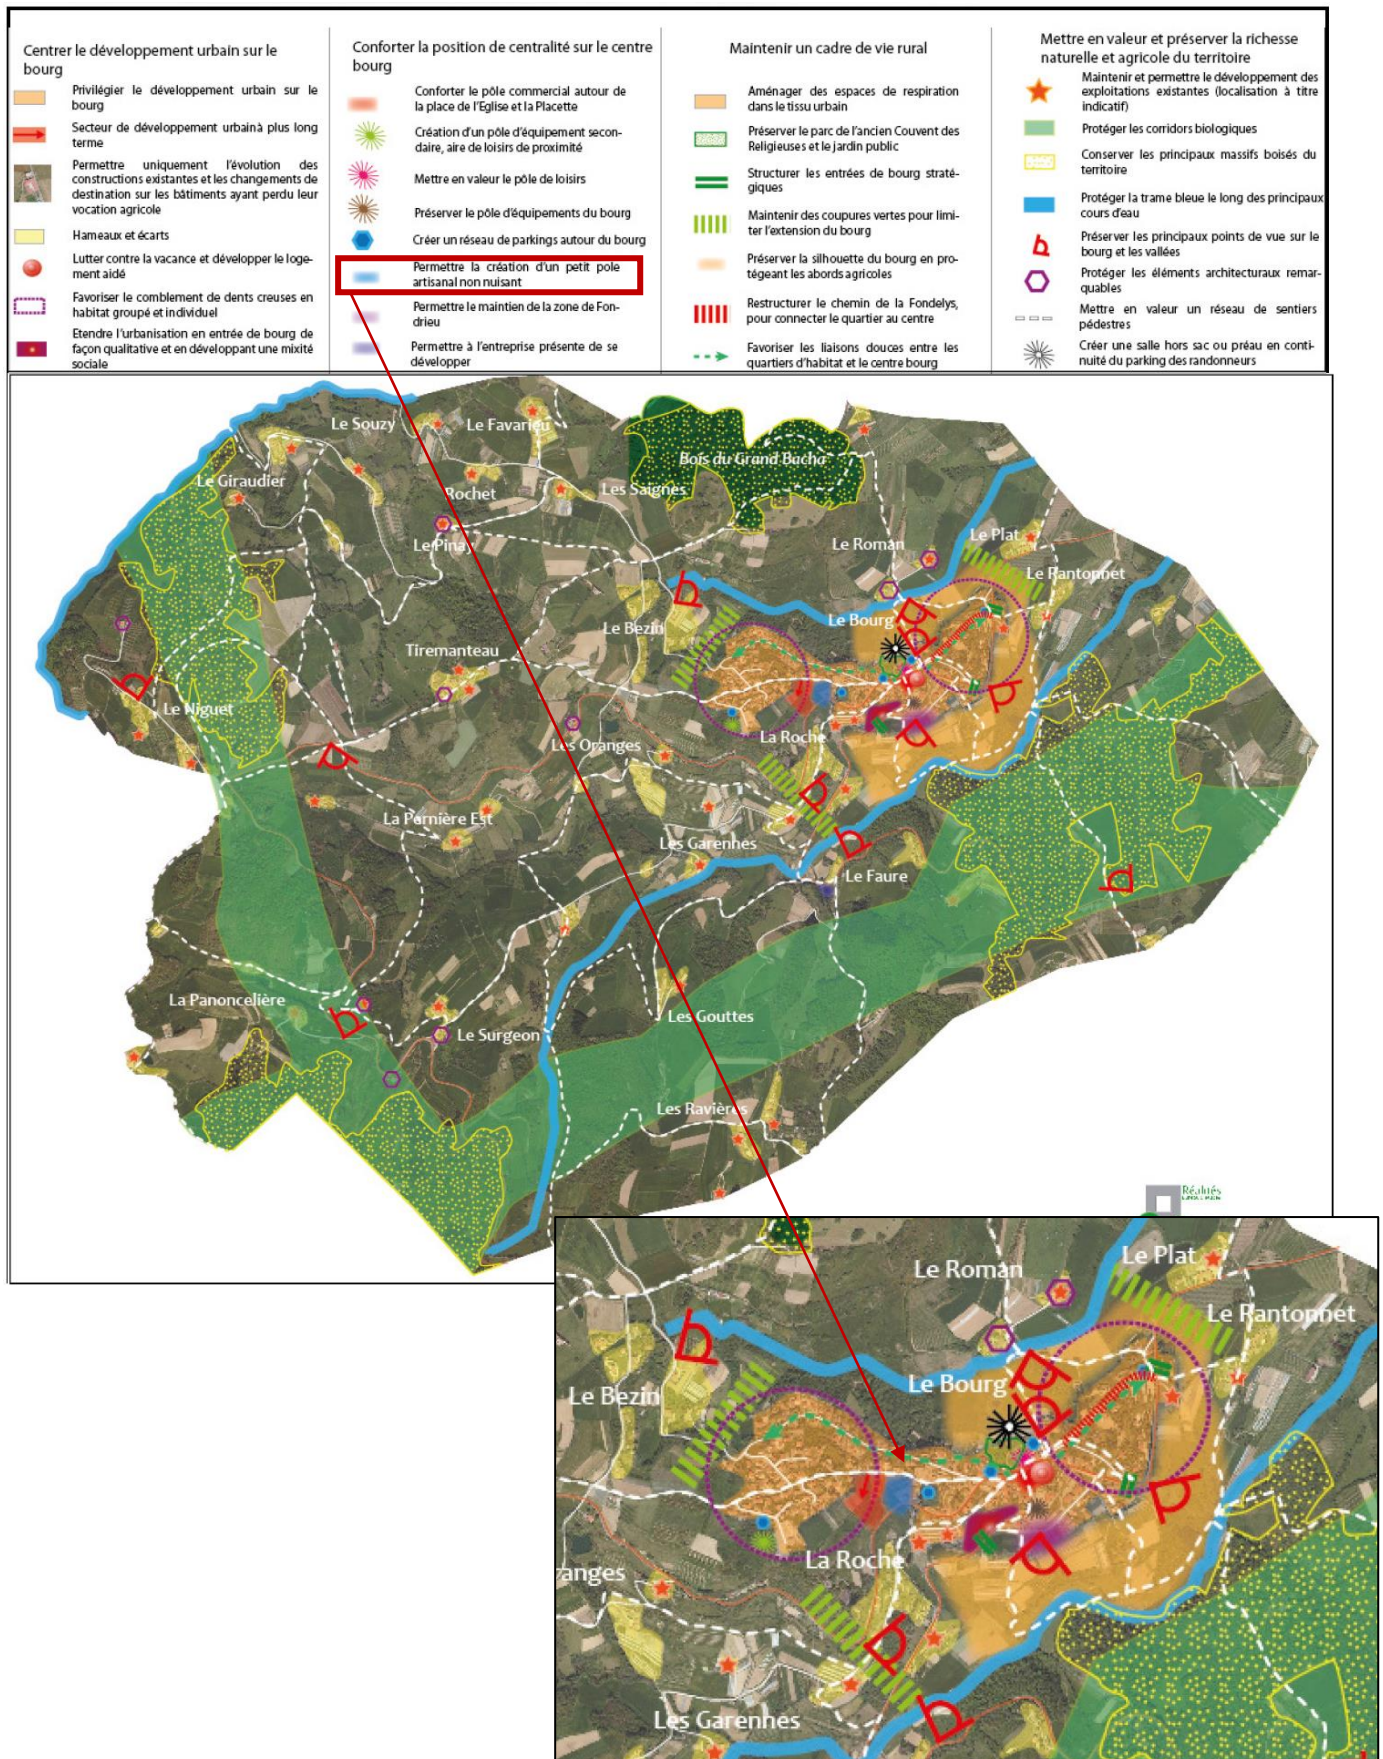 Centrer le développement urbain sur le
bourg
Privilégier le développement urbain sur le
bourg
Secteur de développement urbain à plus long
terme
Permettre uniquement l'évolution des
constructions existantes et les changements de
destination sur les bâtiments ayant perdu leur
vocation agricole
Hameaux et écarts
Lutter contre la vacance et développer le loge-
ment aidé
Favoriser le comblement de dents creuses en
habitat groupé et individuel
Etendre l'urbanisation en entrée de bourg de
façon qualitative et en développant une mixité
sociale
Conforter la position de centralité sur le centre
bourg
Conforter le pôle commercial autour de
la place de l'Eglise et la Placette
Création d'un pôle d'équipement secon-
daire, aire de loisirs de proximité
Mettre en valeur le pôle de loisirs
Préserver le pôle d'équipements du bourg
Créer un réseau de parkings autour du bourg
Permettre la création d'un petit pole
artisanal non nuisant
Permettre le maintien de la zone de Fon-
drieu
Permettre à l'entreprise présente de se
développer
Maintenir un cadre de vie rural
Aménager des espaces de respiration
dans le tissu urbain
Préserver le parc de l'ancien Couvent des
Religieuses et le jardin public
Structurer les entrées de bourg straté-
giques
Maintenir des coupures vertes pour limi-
ter l'extension du bourg
Préserver la silhouette du bourg en pro-
tégeant les abords agricoles
Restructurer le chemin de la Fondelys,
pour connecter le quartier au centre
Favoriser les liaisons douces entre les
quartiers d'habitat et le centre bourg
Mettre en valeur et préserver la richesse
naturelle et agricole du territoire
Maintenir et permettre le développement des
exploitations existantes (localisation à titre
indicatif)
Protéger les corridors biologiques
Conserver les principaux massifs boisés du
territoire
Protéger la trame bleue le long des principaux
cours d'eau
Préserver les principaux points de vue sur le
bourg et les vallées
Protéger les éléments architecturaux remar-
quables
Mettre en valeur un réseau de sentiers
pédestres
Créer une salle hors sac ou préau en conti-
nuité du parking des randonneurs
Le Souzy
Le Favarieu
Bois du Grand Bacha
Le Giraudier
Rochet
Les Saignes
Le Pinay
Le Roman
Le Plat
Le Rantonnet
Le Bezin
Le Bourg
Tiremanteau
Le Niguet
Les Oranges
La Roche
La Pernière Est
Les Garennes
Le Faure
La Panoncelière
Le Surgeon
Les Gouttes
Les Ravières
Réalités
Le Roman
Le Plat
Le Rantonnet
Le Bezin
Le Bourg
La Roche
anges
Les Garennes